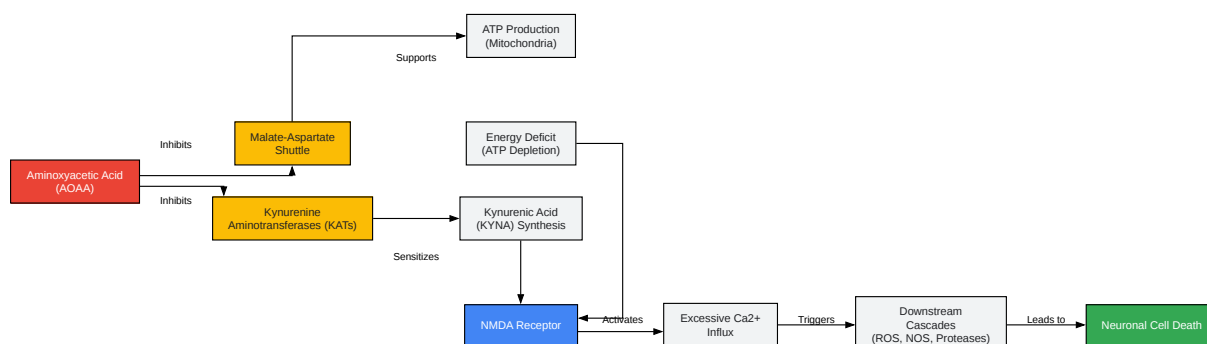 ATP Production
(Mitochondria)
Supports
Malate-Aspartate
Shuttle
Energy Deficit
(ATP Depletion)
Inhibits
Aminoxyacetic Acid
(AOAA)
Inhibits
Kynurenine
Aminotransferases (KATs)
Kynurenic Acid
(KYNA) Synthesis
Sensitizes
NMDA Receptor
Activates
Excessive Ca2+
Influx
Triggers
Downstream
Cascades
(ROS, NOS, Proteases)
Leads to
Neuronal Cell Death